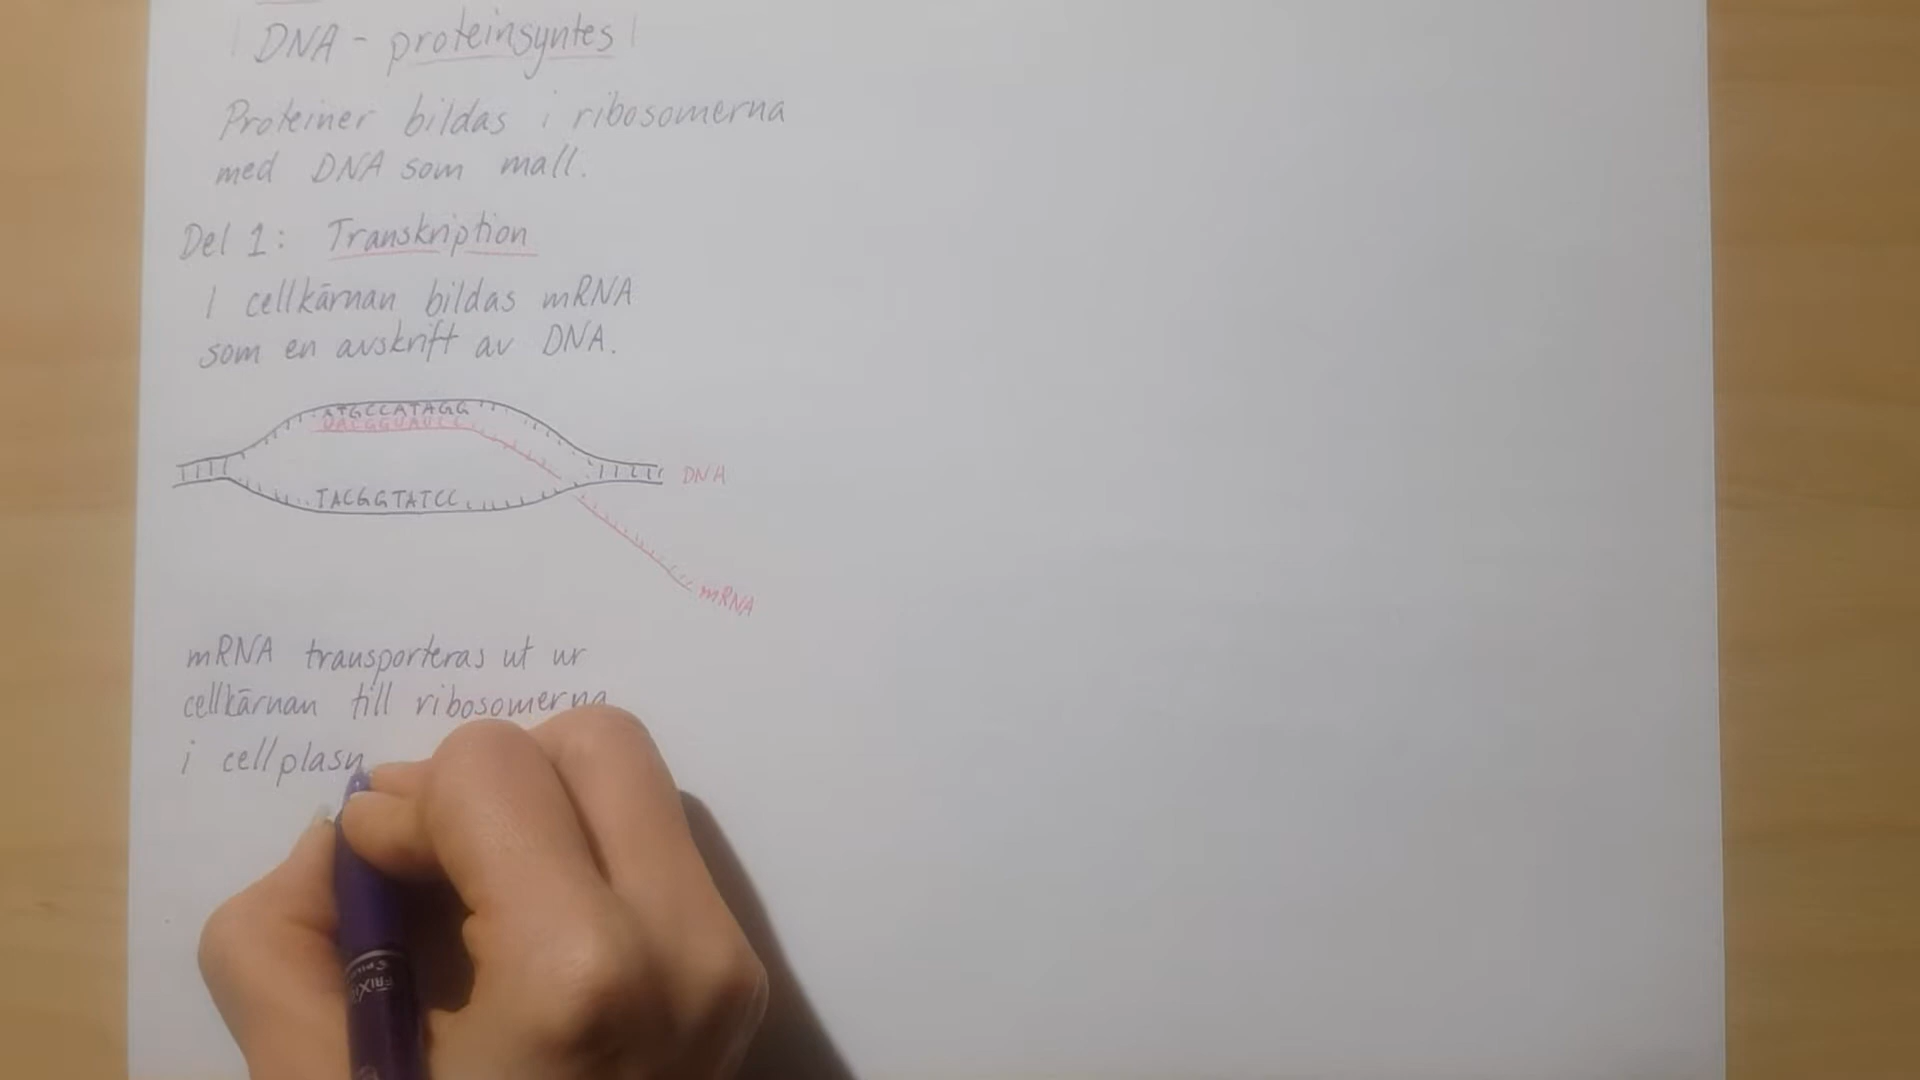 DNA - proteinsyntes
Proteiner bildas i ribosomerna
med DNA som mall.
Del 1: Transkription
I cellkärnan bildas mRNA
som en avskrift av DNA.
ATGCCATAGG
UACGGUAUCC
DNA
TACGGTATCC
mRNA
mRNA transporteras ut ur
cellkärnan till ribosomerna
i cellplasm
FRIXI